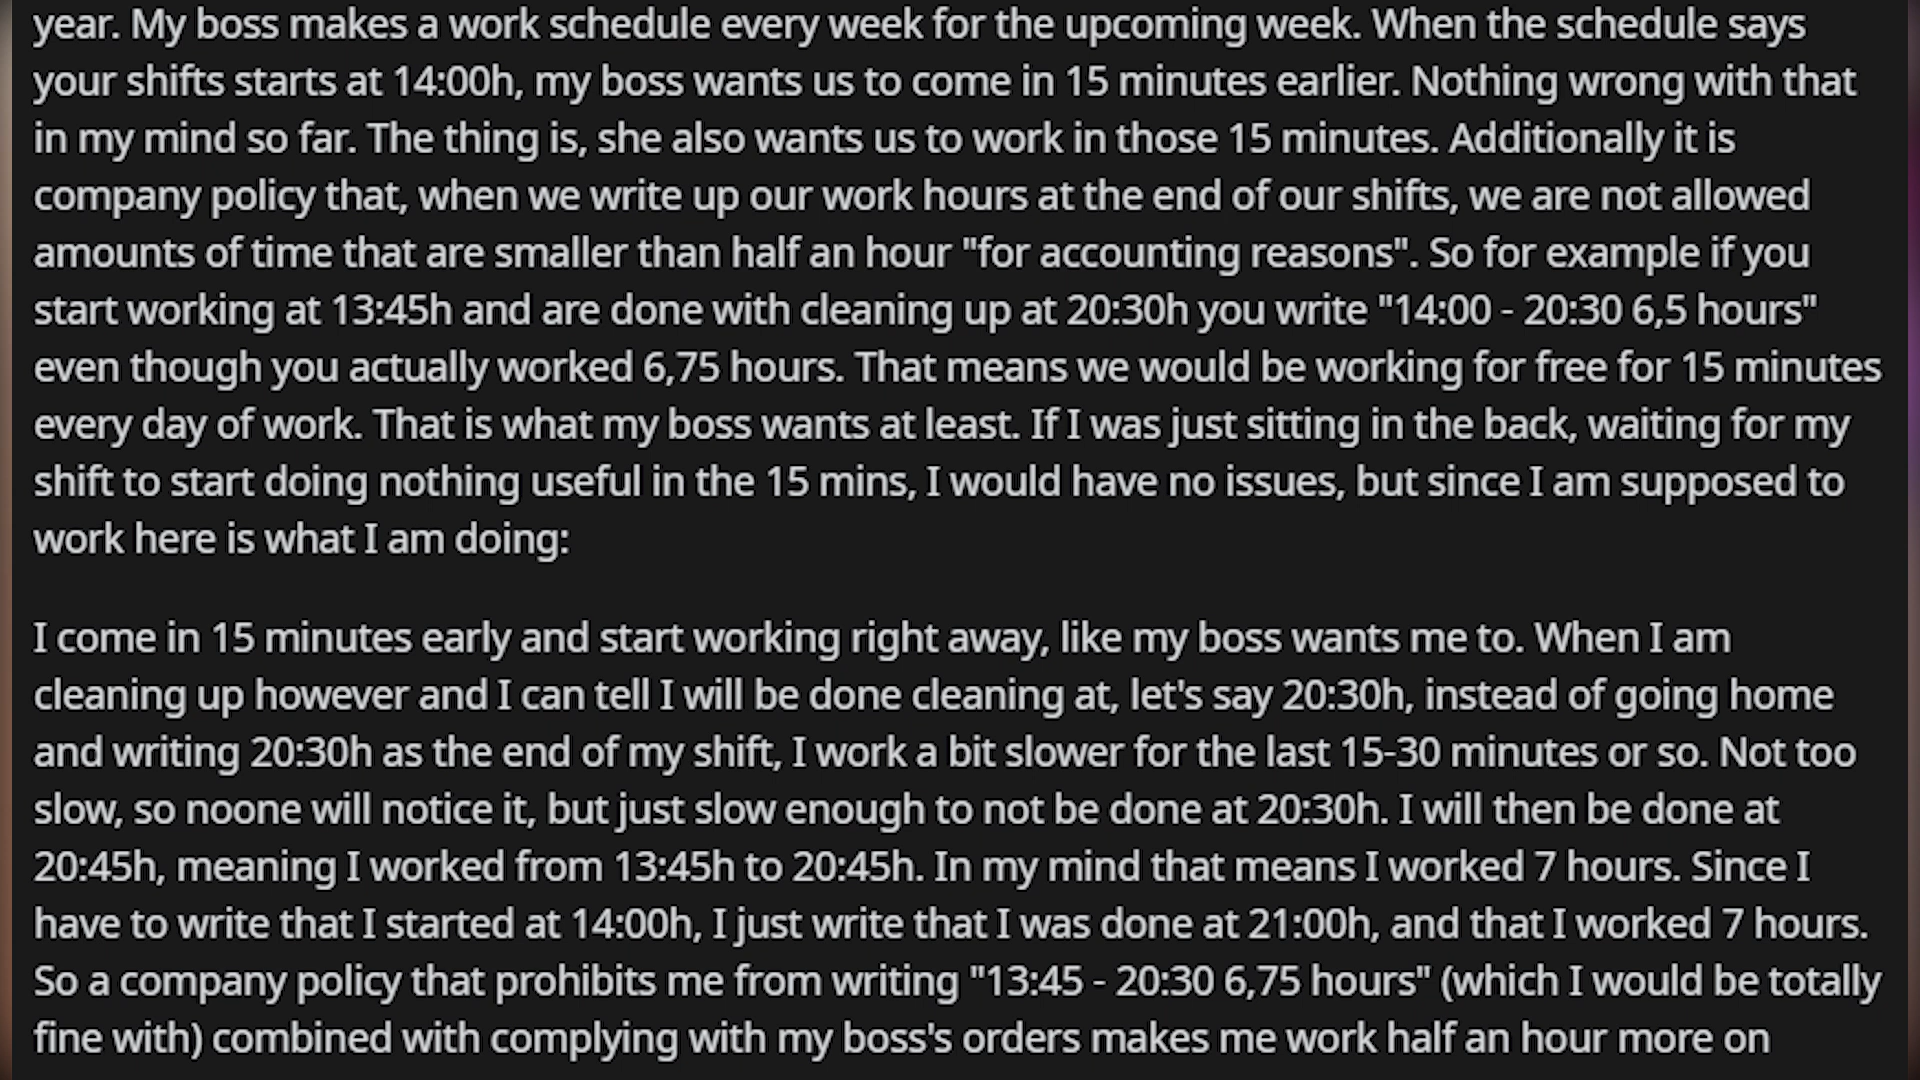 year. My boss makes a work schedule every week for the upcoming week. When the schedule says
your shifts starts at 14:00h, my boss wants us to come in 15 minutes earlier. Nothing wrong with that
in my mind so far. The thing is, she also wants us to work in those 15 minutes. Additionally it is
company policy that, when we write up our work hours at the end of our shifts, we are not allowed
amounts of time that are smaller than half an hour "for accounting reasons". So for example if you
start working at 13:45h and are done with cleaning up at 20:30h you write "14:00 - 20:30 6,5 hours"
even though you actually worked 6,75 hours. That means we would be working for free for 15 minutes
every day of work. That is what my boss wants at least. If I was just sitting in the back, waiting for my
shift to start doing nothing useful in the 15 mins, I would have no issues, but since I am supposed to
work here is what I am doing:
I come in 15 minutes early and start working right away, like my boss wants me to. When I am
cleaning up however and I can tell I will be done cleaning at, let's say 20:30h, instead of going home
and writing 20:30h as the end of my shift, I work a bit slower for the last 15-30 minutes or so. Not too
slow, so noone will notice it, but just slow enough to not be done at 20:30h. I will then be done at
20:45h, meaning I worked from 13:45h to 20:45h. In my mind that means I worked 7 hours. Since I
have to write that I started at 14:00h, I just write that I was done at 21:00h, and that I worked 7 hours.
So a company policy that prohibits me from writing "13:45 - 20:30 6,75 hours" (which I would be totally
fine with) combined with complying with my boss's orders makes me work half an hour more on